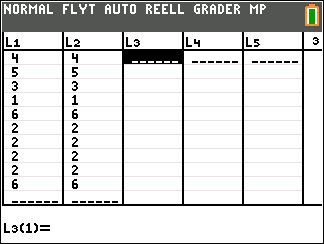 NORMAL FLYT AUTO REELL GRADER MP
L1 L2 L3 L4 L5 3
4 4 ------ ------ ------
5 5
3 3
1 1
6 6
2 2
2 2
2 2
2 2
6 6
------ ------
L3(1)=